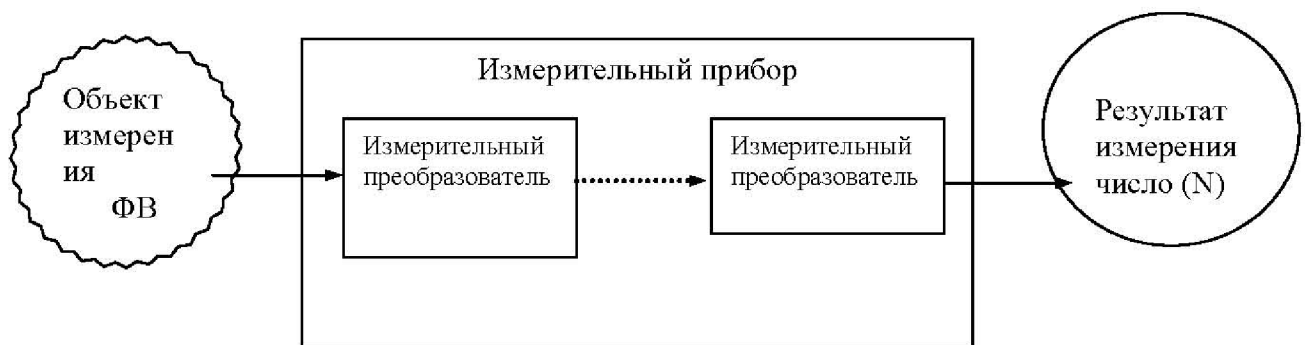 Измерительный прибор
Объект
измерен
ия
ФВ
Измерительный
преобразователь
Измерительный
преобразователь
Результат
измерения
число (N)